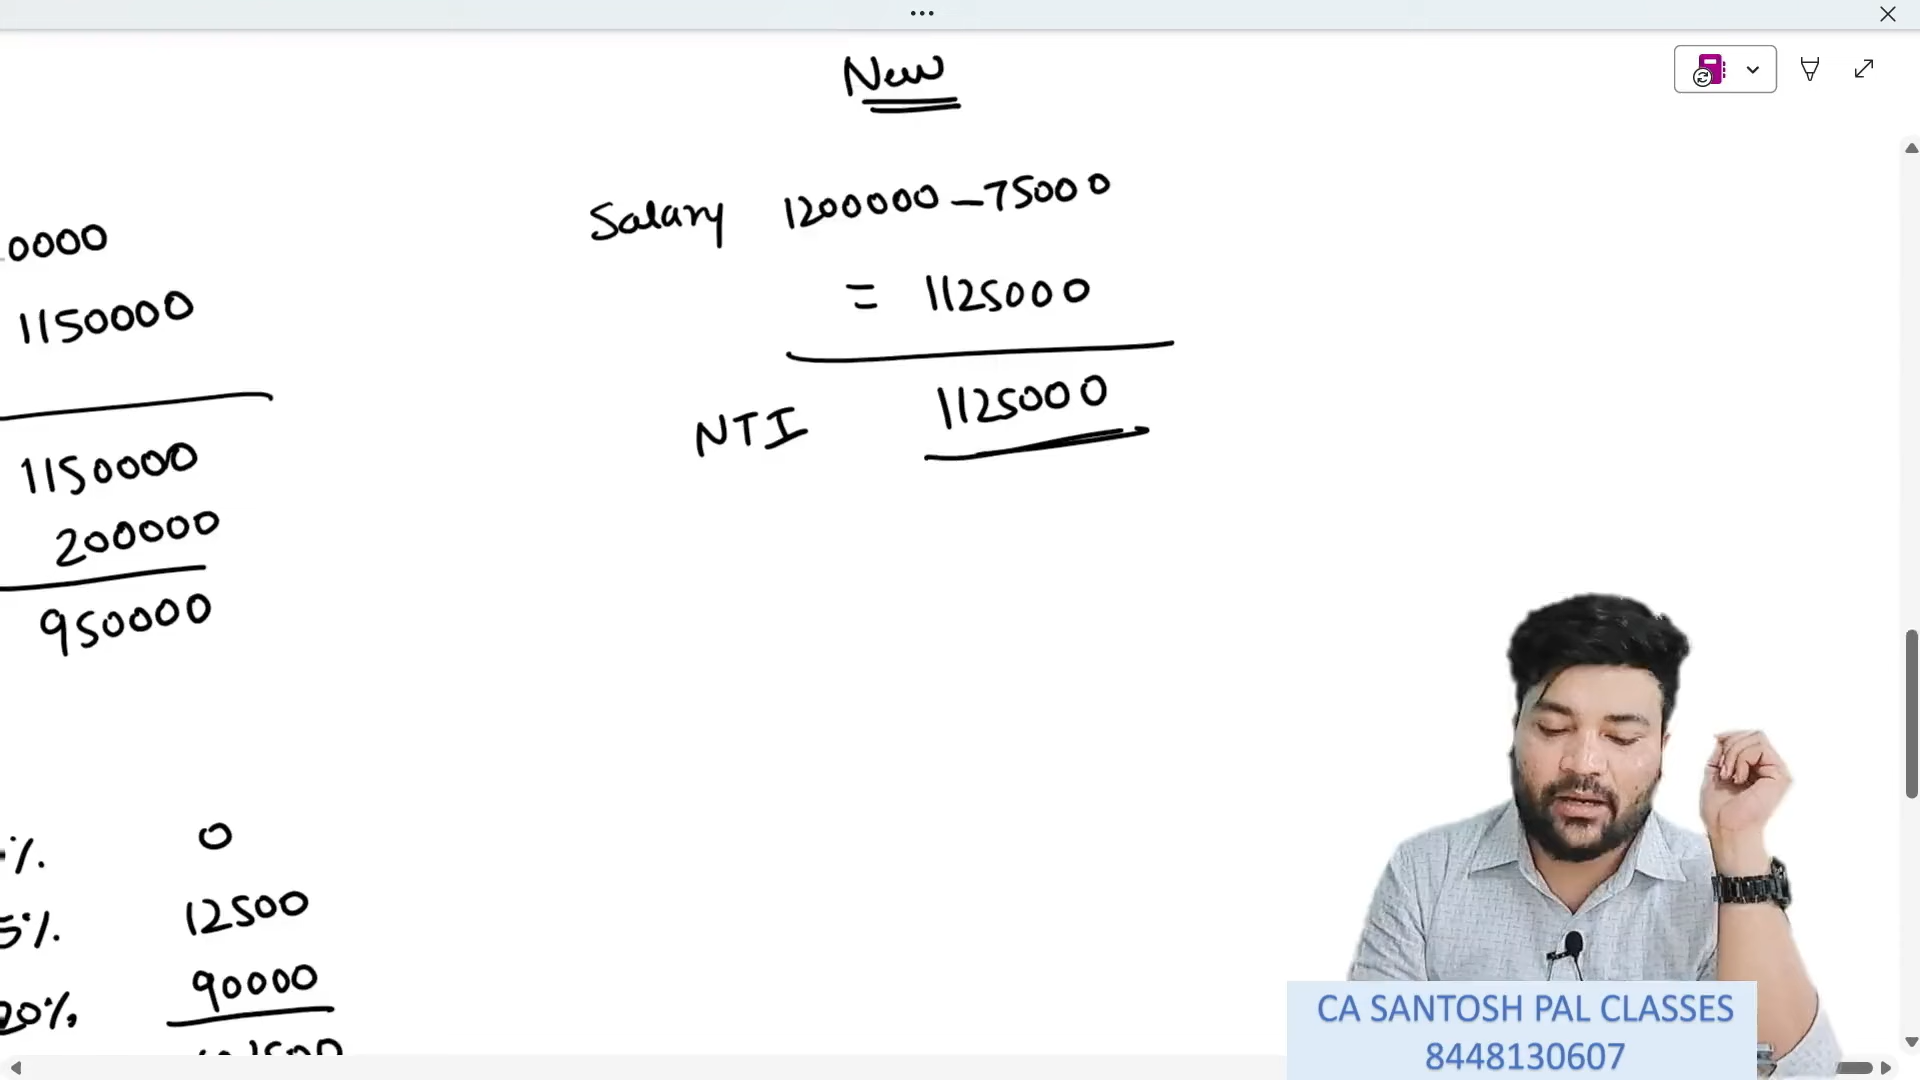 New
Salary 1200000 - 75000
= 1125000
1125000
NTI
0000
1150000
1150000
200000
950000
%. 0
5%. 12500
20%. 90000
CA SANTOSH PAL CLASSES
8448130607